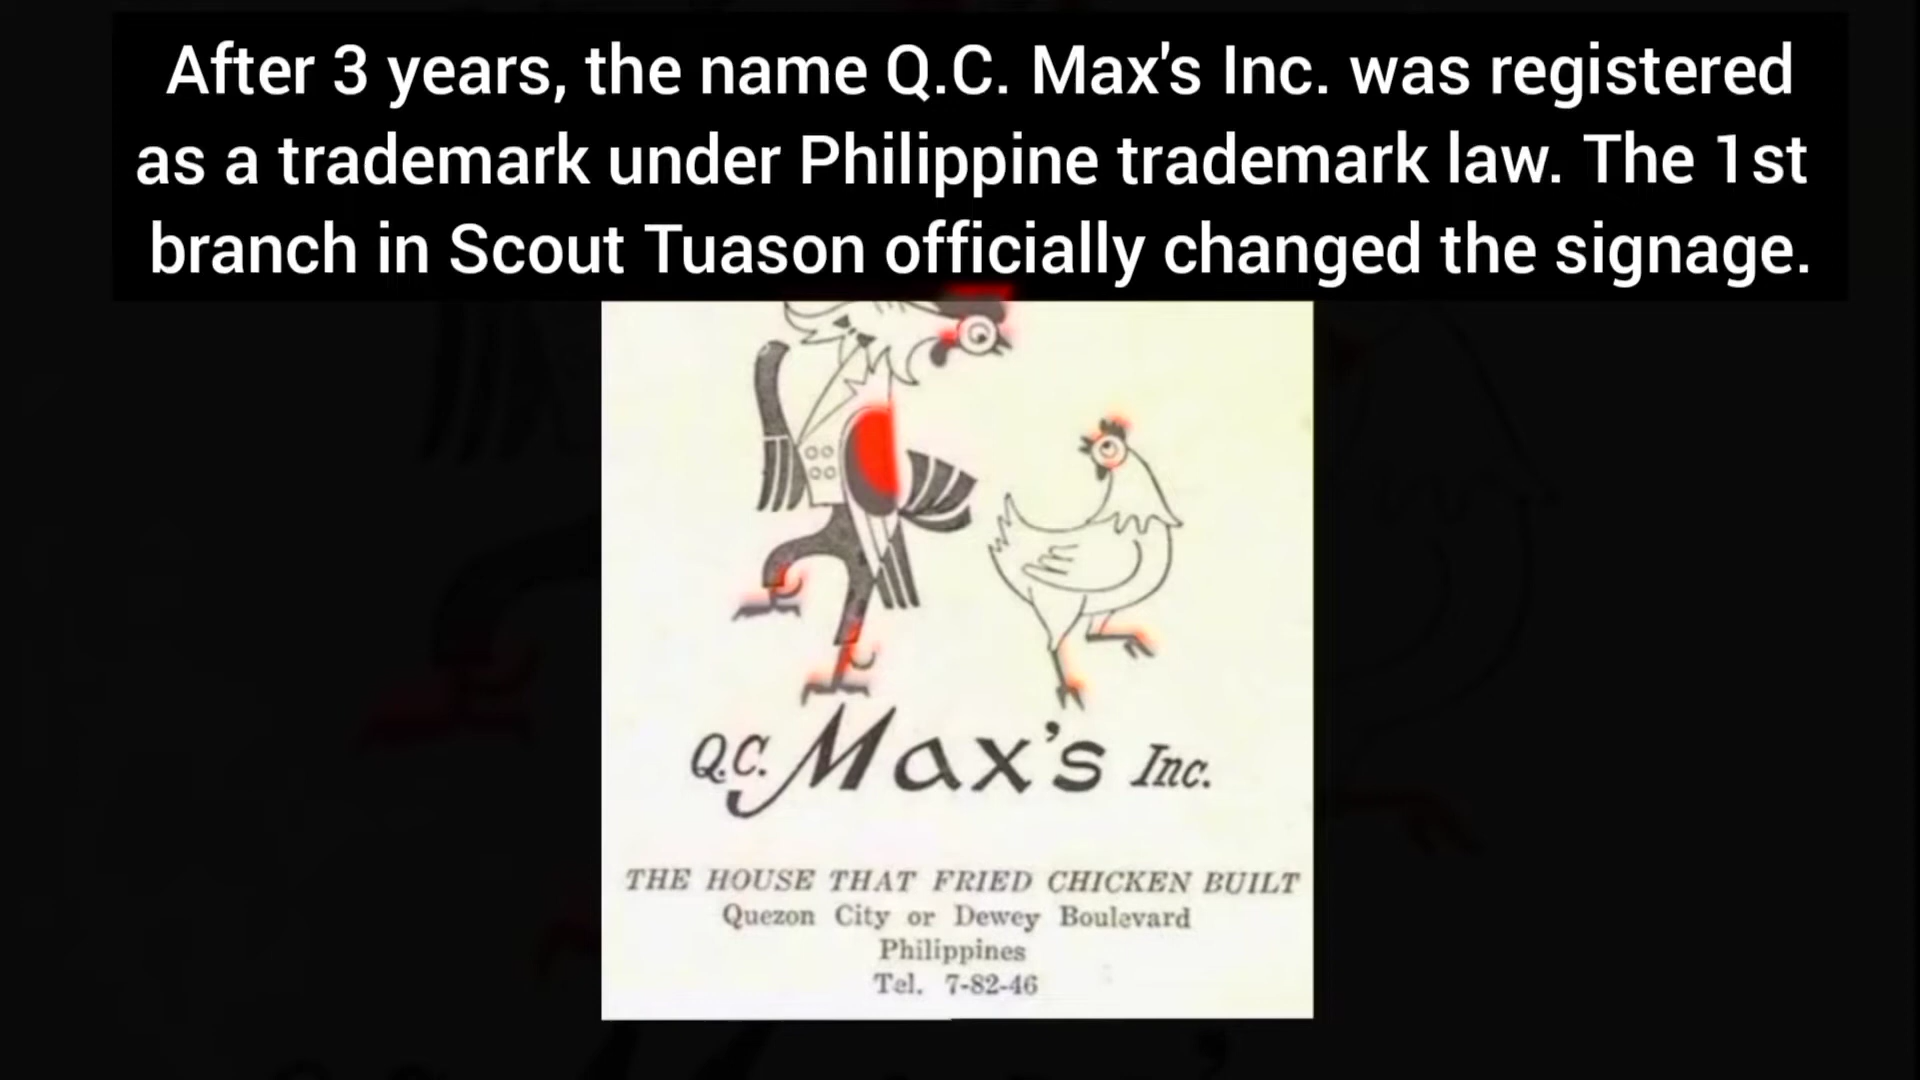 After 3 years, the name Q.C. Max's Inc. was registered
as a trademark under Philippine trademark law. The 1st
branch in Scout Tuason officially changed the signage.
Q.C. Max's Inc.
THE HOUSE THAT FRIED CHICKEN BUILT
Quezon City or Dewey Boulevard
Philippines
Tel. 7-82-46